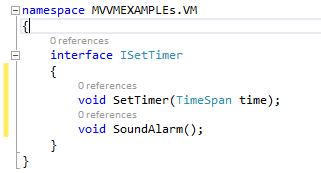 namespace MVVMEXAMPLEs.VM
{
0 references
interface ISetTimer
{
0 references
void SetTimer(TimeSpan time);
0 references
void SoundAlarm();
}
}